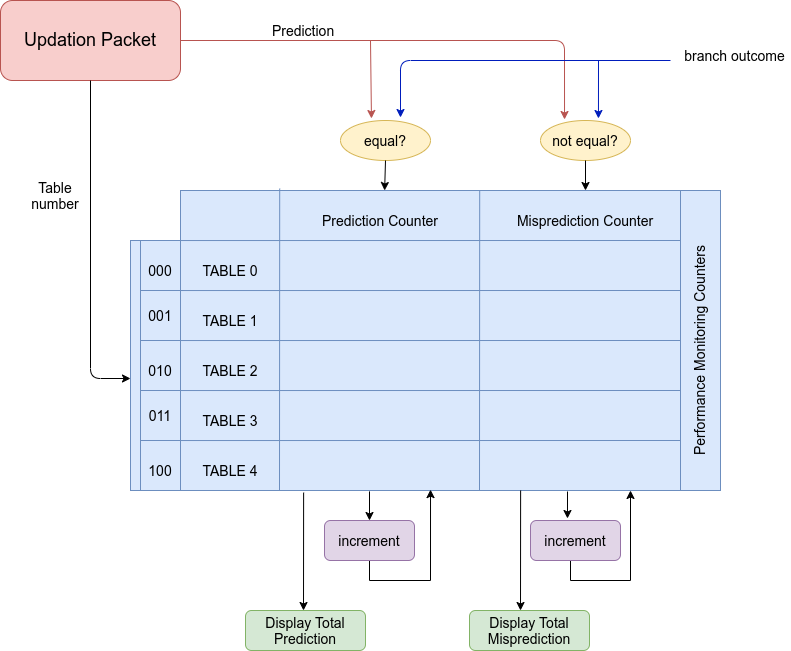 Updation Packet
Prediction
branch outcome
equal?
not equal?
Table
number
Prediction Counter
Misprediction Counter
Performance Monitoring Counters
000
TABLE 0
001
TABLE 1
010
TABLE 2
011
TABLE 3
100
TABLE 4
increment
increment
Display Total
Prediction
Display Total
Misprediction